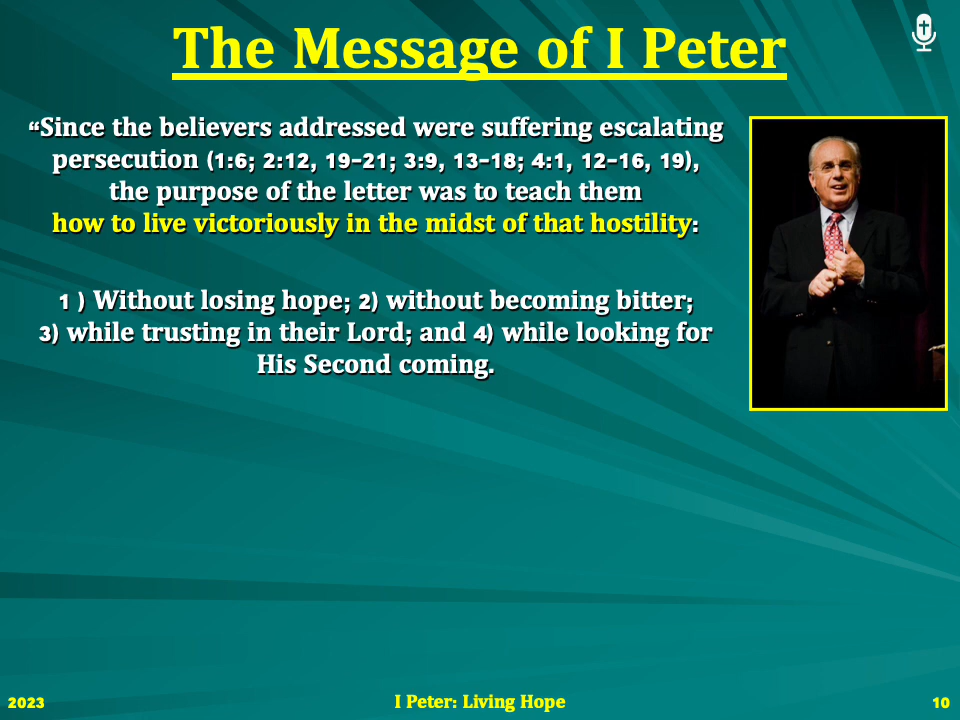 The Message of I Peter
“Since the believers addressed were suffering escalating
persecution (1:6; 2:12, 19-21; 3:9, 13-18; 4:1, 12-16, 19),
the purpose of the letter was to teach them
how to live victoriously in the midst of that hostility:
1 ) Without losing hope; 2) without becoming bitter;
3) while trusting in their Lord; and 4) while looking for
His Second coming.
2023
I Peter: Living Hope
10